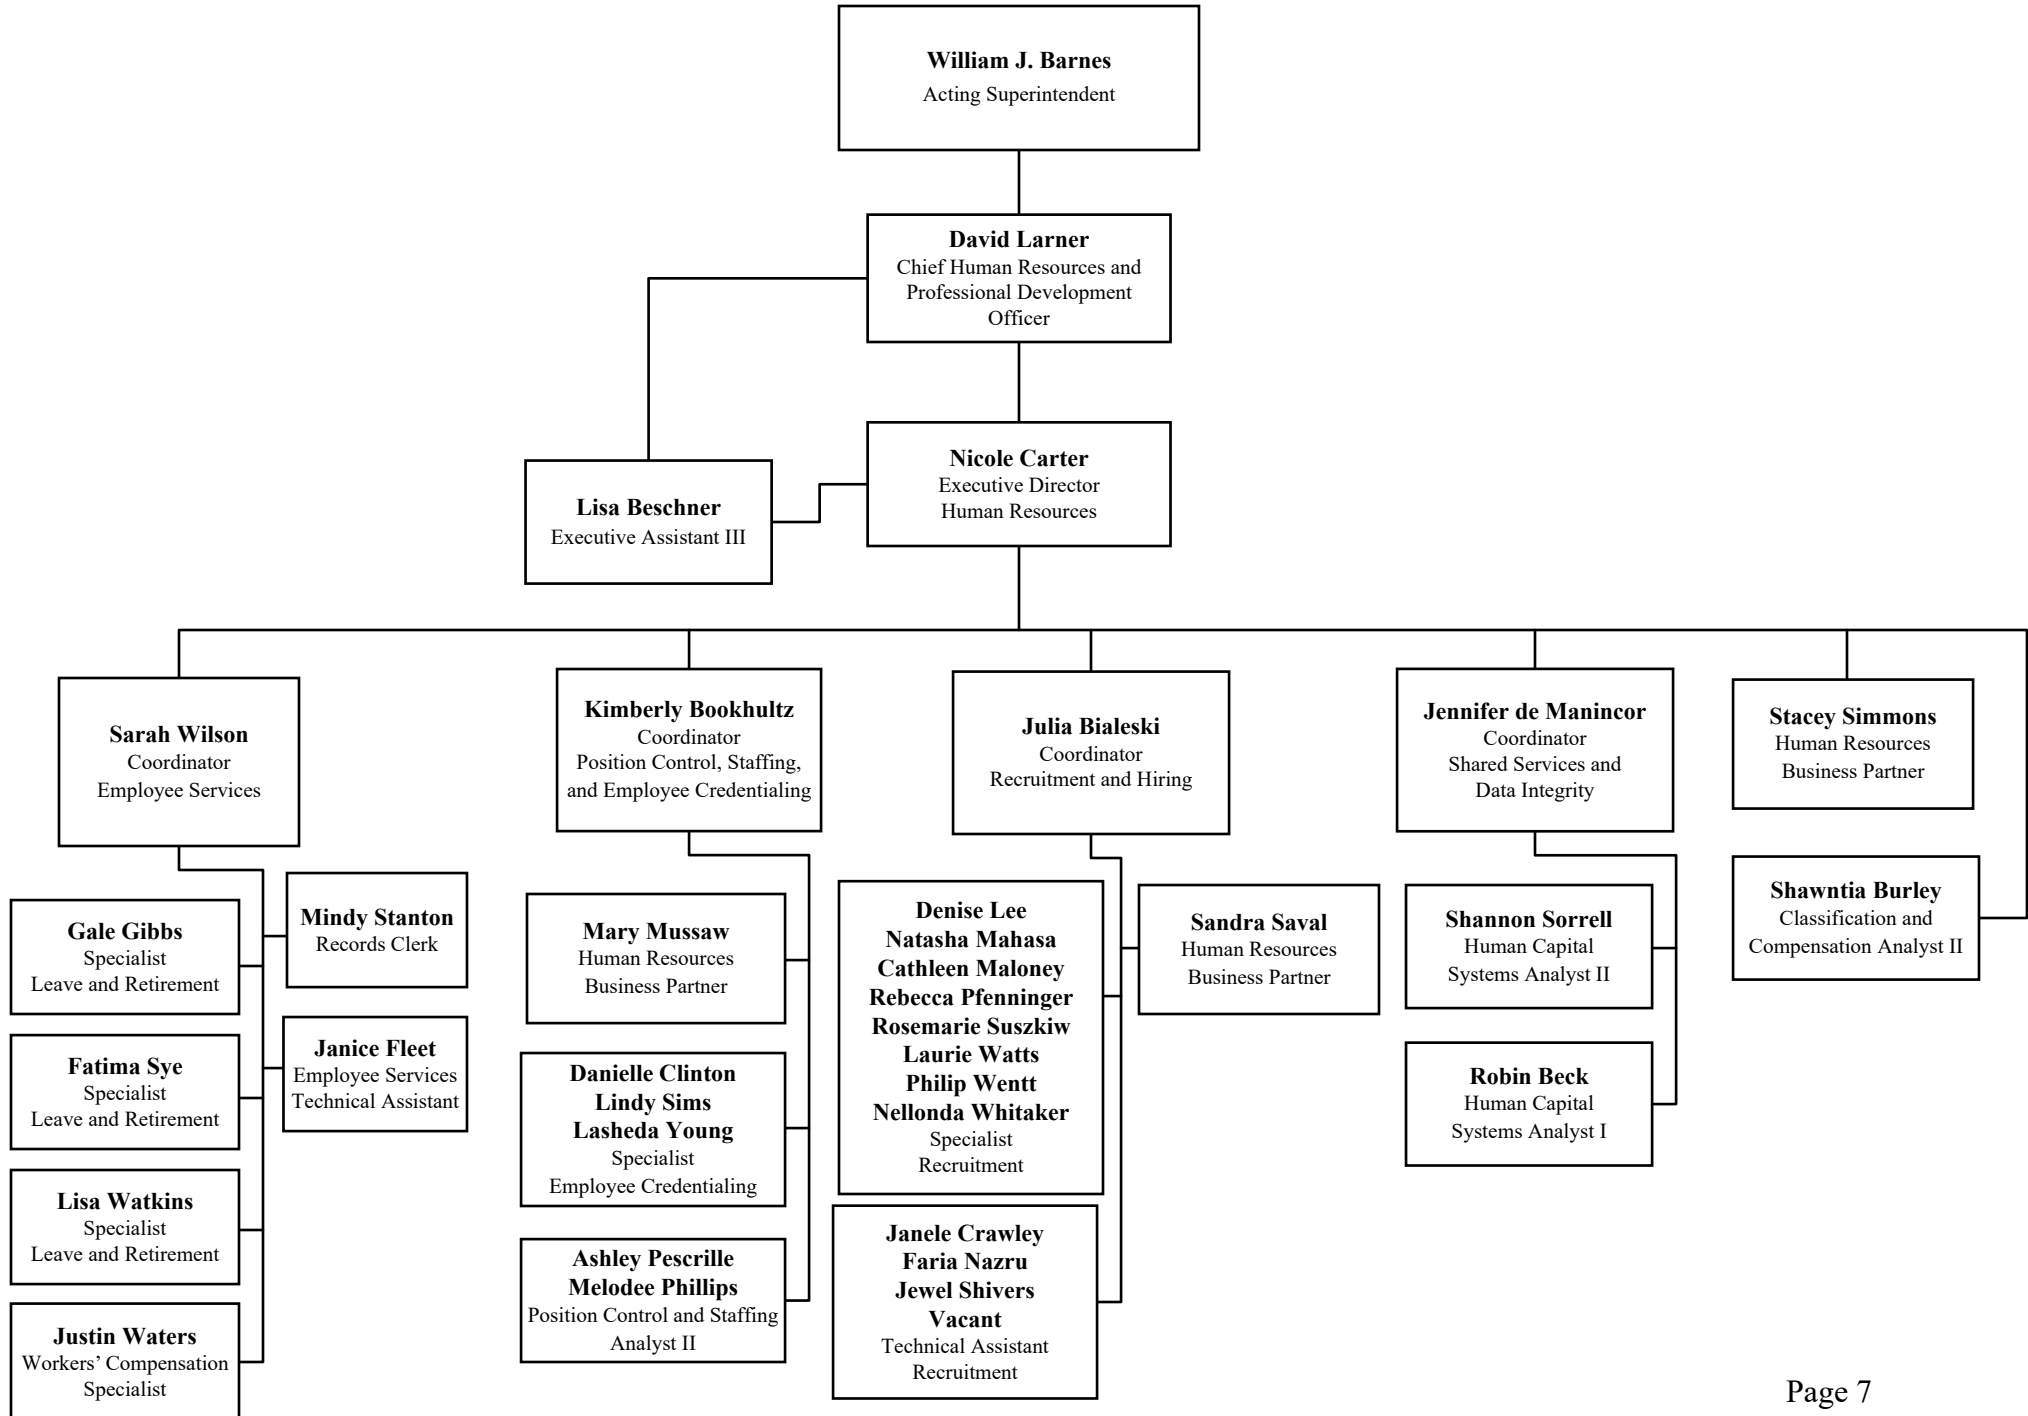 William J. Barnes
Acting Superintendent
David Larner
Chief Human Resources and
Professional Development
Officer
Nicole Carter
Executive Director
Human Resources
Lisa Beschner
Executive Assistant III
Sarah Wilson
Coordinator
Employee Services
Gale Gibbs
Specialist
Leave and Retirement
Fatima Sye
Specialist
Leave and Retirement
Lisa Watkins
Specialist
Leave and Retirement
Justin Waters
Workers’ Compensation
Specialist
Mindy Stanton
Records Clerk
Janice Fleet
Employee Services
Technical Assistant
Kimberly Bookhultz
Coordinator
Position Control, Staffing,
and Employee Credentialing
Mary Mussaw
Human Resources
Business Partner
Danielle Clinton
Lindy Sims
Lasheda Young
Specialist
Employee Credentialing
Ashley Pescrille
Melodee Phillips
Position Control and Staffing
Analyst II
Julia Bialeski
Coordinator
Recruitment and Hiring
Denise Lee
Natasha Mahasa
Cathleen Maloney
Rebecca Pfenninger
Rosemarie Suszkiw
Laurie Watts
Philip Wentt
Nellonda Whitaker
Specialist
Recruitment
Janele Crawley
Faria Nazru
Jewel Shivers
Vacant
Technical Assistant
Recruitment
Sandra Saval
Human Resources
Business Partner
Jennifer de Manincor
Coordinator
Shared Services and
Data Integrity
Shannon Sorrell
Human Capital
Systems Analyst II
Robin Beck
Human Capital
Systems Analyst I
Stacey Simmons
Human Resources
Business Partner
Shawntia Burley
Classification and
Compensation Analyst II
Page 7